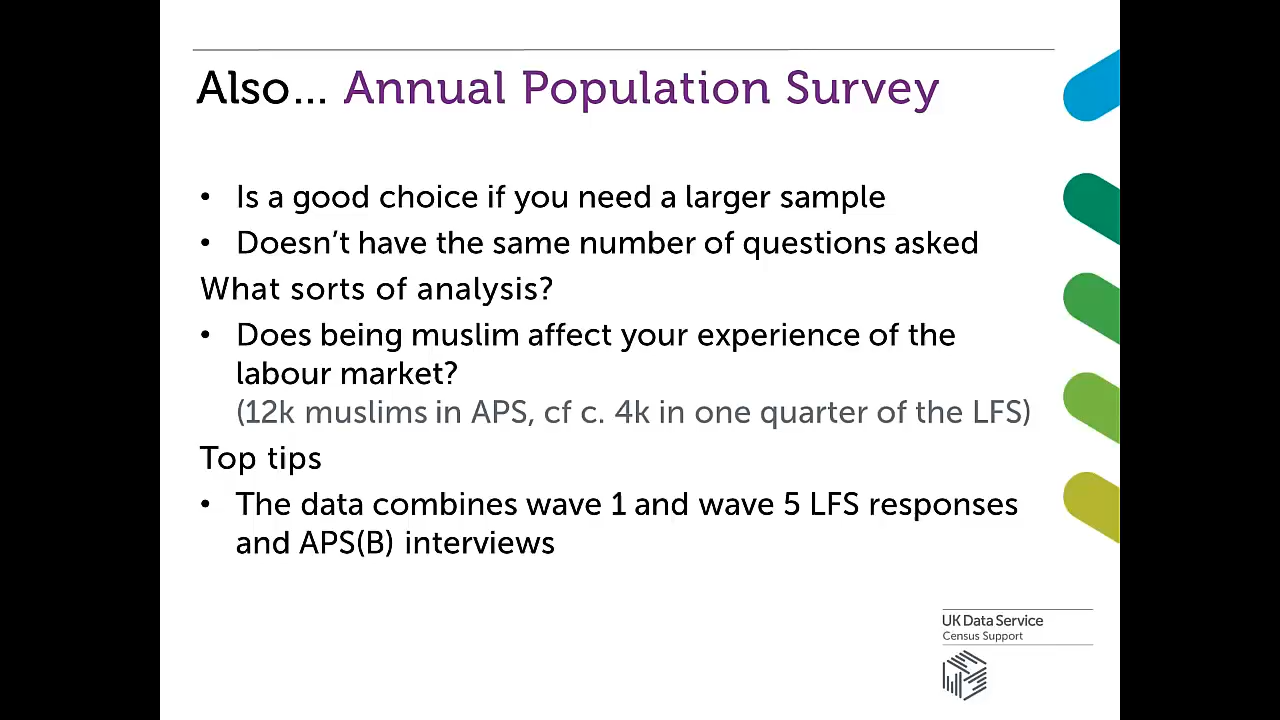 Also... Annual Population Survey
• Is a good choice if you need a larger sample
• Doesn't have the same number of questions asked
What sorts of analysis?
• Does being muslim affect your experience of the
labour market?
(12k muslims in APS, cf c. 4k in one quarter of the LFS)
Top tips
• The data combines wave 1 and wave 5 LFS responses
and APS(B) interviews
UK Data Service
Census Support